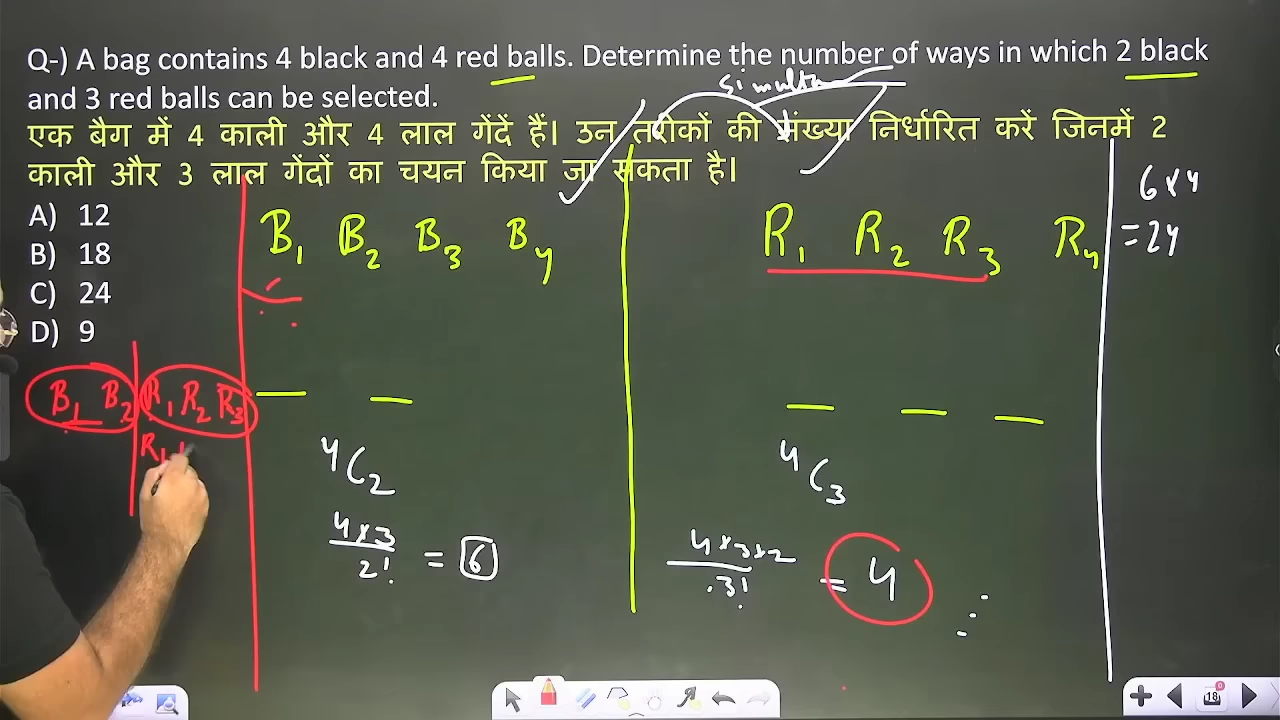 Q-) A bag contains 4 black and 4 red balls. Determine the number of ways in which 2 black
and 3 red balls can be selected.
एक बैग में 4 काली और 4 लाल गेंदें हैं। उन तरीकों की संख्या निर्धारित करें जिनमें 2
काली और 3 लाल गेंदों का चयन किया जा सकता है।
A) 12
B) 18
C) 24
D) 9
B₁ B₂ B₃ B₄
R₁ R₂ R₃ R₄
6×4
=24
B₁ B₂ R₁ R₂ R₃
R₁
⁴C₂
4×3
2!
= 6
⁴C₃
4×3×2
3!
= 4
18